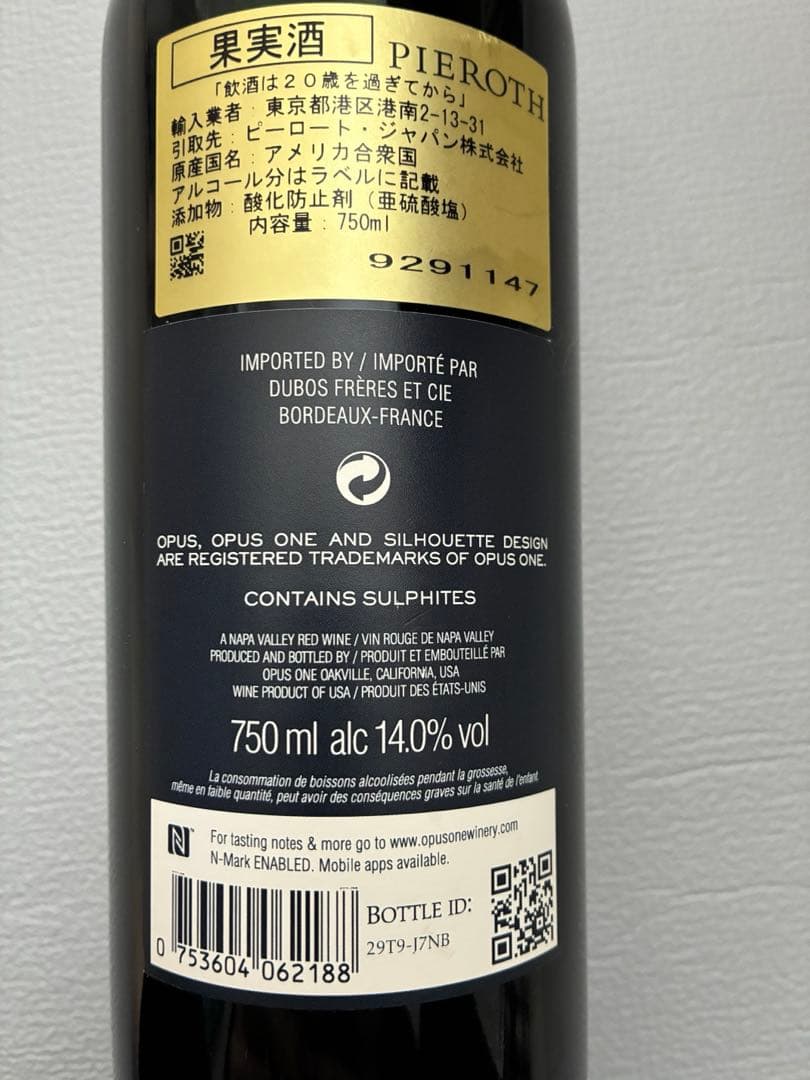 果実酒
PIEROTH
「飲酒は20歳を過ぎてから」
輸入業者：東京都港区港南2-13-31
引取先：ピーロート・ジャパン株式会社
原産国名：アメリカ合衆国
アルコール分はラベルに記載
添加物：酸化防止剤（亜硫酸塩）
内容量：750ml
9291147
IMPORTED BY / IMPORTÉ PAR
DUBOS FRÈRES ET CIE
BORDEAUX-FRANCE
OPUS, OPUS ONE AND SILHOUETTE DESIGN
ARE REGISTERED TRADEMARKS OF OPUS ONE.
CONTAINS SULPHITES
A NAPA VALLEY RED WINE / VIN ROUGE DE NAPA VALLEY
PRODUCED AND BOTTLED BY / PRODUIT ET EMBOUTEILLÉ PAR
OPUS ONE OAKVILLE, CALIFORNIA, USA
WINE PRODUCT OF USA / PRODUIT DES ÉTATS-UNIS
750 ml alc 14.0% vol
La consommation de boissons alcoolisées pendant la grossesse,
même en faible quantité, peut avoir des conséquences graves sur la santé de l'enfant.
N™ For tasting notes & more go to www.opusonewinery.com
N-Mark ENABLED. Mobile apps available.
BOTTLE ID:
29T9-J7NB
0 753604 062188